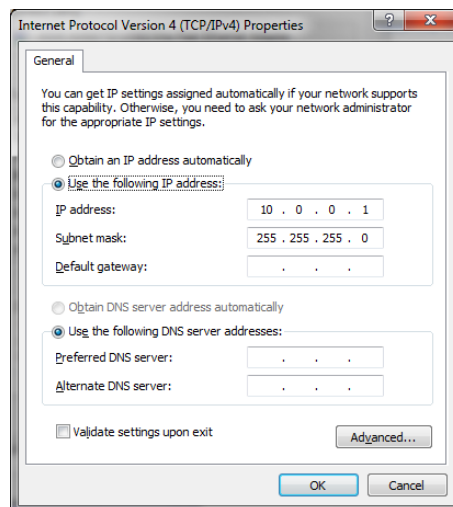 Internet Protocol Version 4 (TCP/IPv4) Properties
?
X
General
You can get IP settings assigned automatically if your network supports
this capability. Otherwise, you need to ask your network administrator
for the appropriate IP settings.
Obtain an IP address automatically
Use the following IP address:
IP address: 10 . 0 . 0 . 1
Subnet mask: 255 . 255 . 255 . 0
Default gateway: . . .
Obtain DNS server address automatically
Use the following DNS server addresses:
Preferred DNS server: . . .
Alternate DNS server: . . .
Validate settings upon exit
Advanced...
OK Cancel